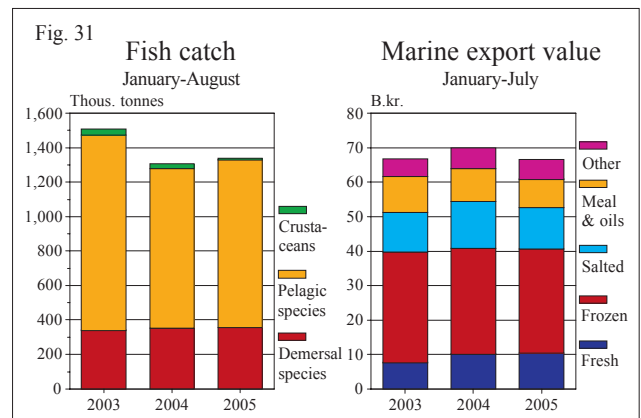 Fig. 31
Fish catch
January-August
Thous. tonnes
1,600
1,400
1,200
1,000
800
600
400
200
0
2003 2004 2005
Crusta-
ceans
Pelagic
species
Demersal
species
Marine export value
January-July
B.kr.
80
70
60
50
40
30
20
10
0
2003 2004 2005
Other
Meal
& oils
Salted
Frozen
Fresh